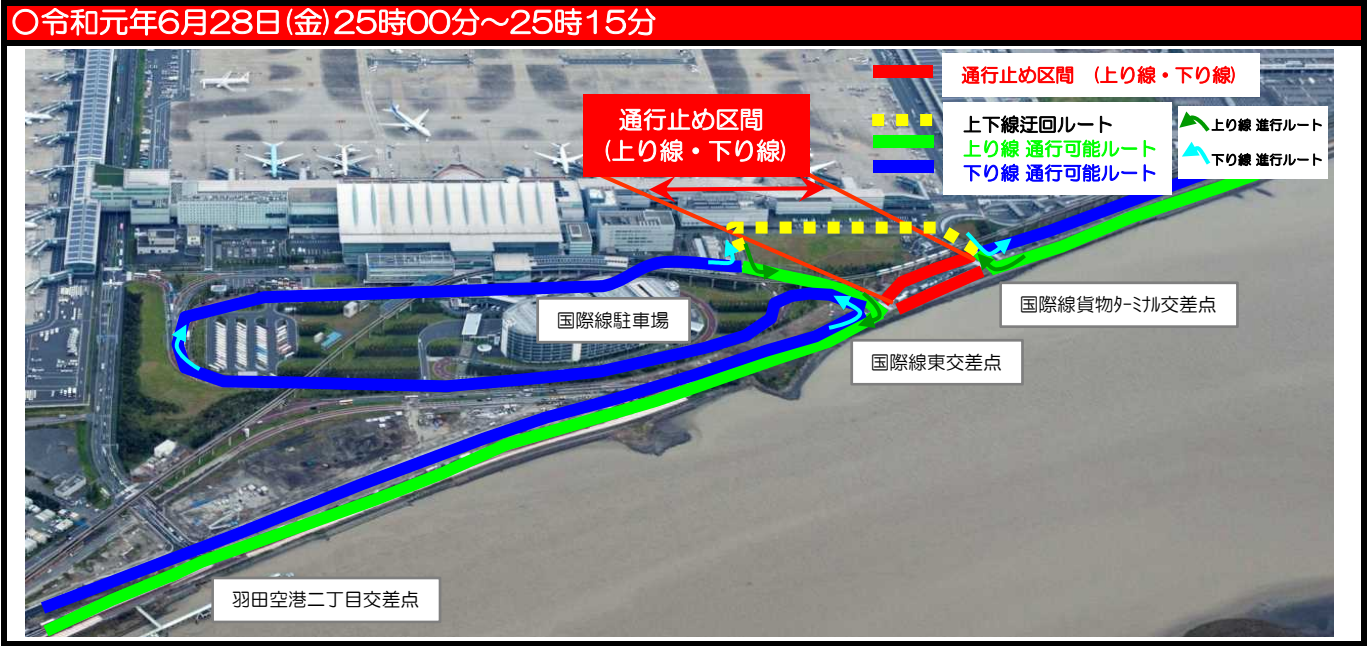 〇令和元年6月28日(金)25時00分～25時15分
通行止め区間 (上り線・下り線)
通行止め区間
(上り線・下り線)
上下線迂回ルート
上り線 通行可能ルート
下り線 通行可能ルート
上り線 進行ルート
下り線 進行ルート
国際線貨物ﾀｰﾐﾅﾙ交差点
国際線駐車場
国際線東交差点
羽田空港二丁目交差点